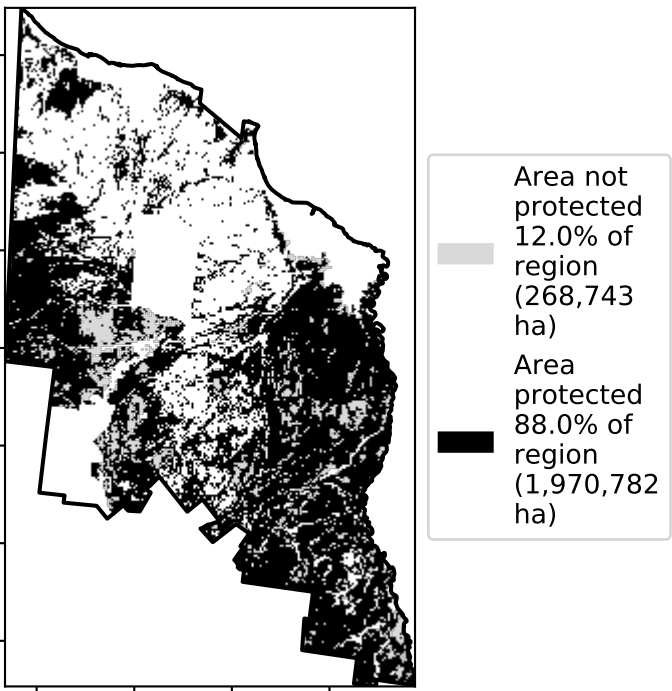 Area not
protected
12.0% of
region
(268,743
ha)
Area
protected
88.0% of
region
(1,970,782
ha)